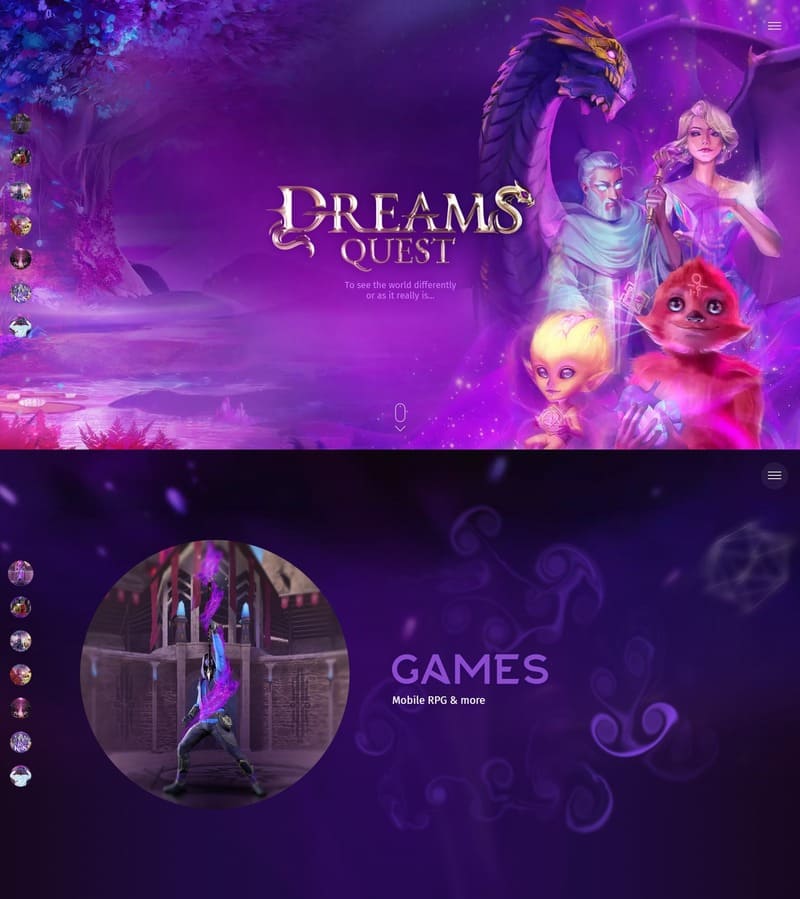 DREAMS
QUEST
To see the world differently
or as it really is...
GAMES
Mobile RPG & more